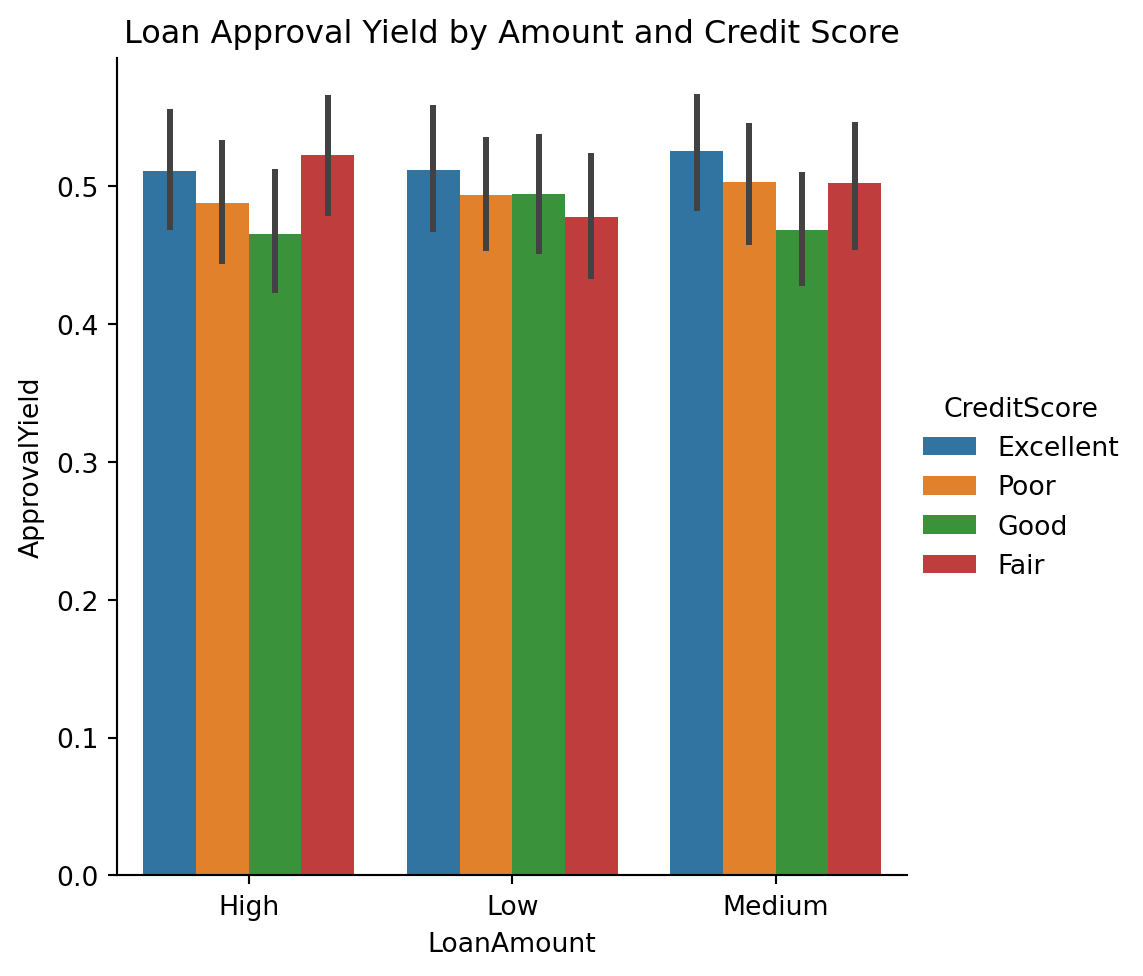 Loan Approval Yield by Amount and Credit Score
ApprovalYield
0.5
0.4
0.3
0.2
0.1
0.0
High Low Medium
LoanAmount
CreditScore
Excellent
Poor
Good
Fair